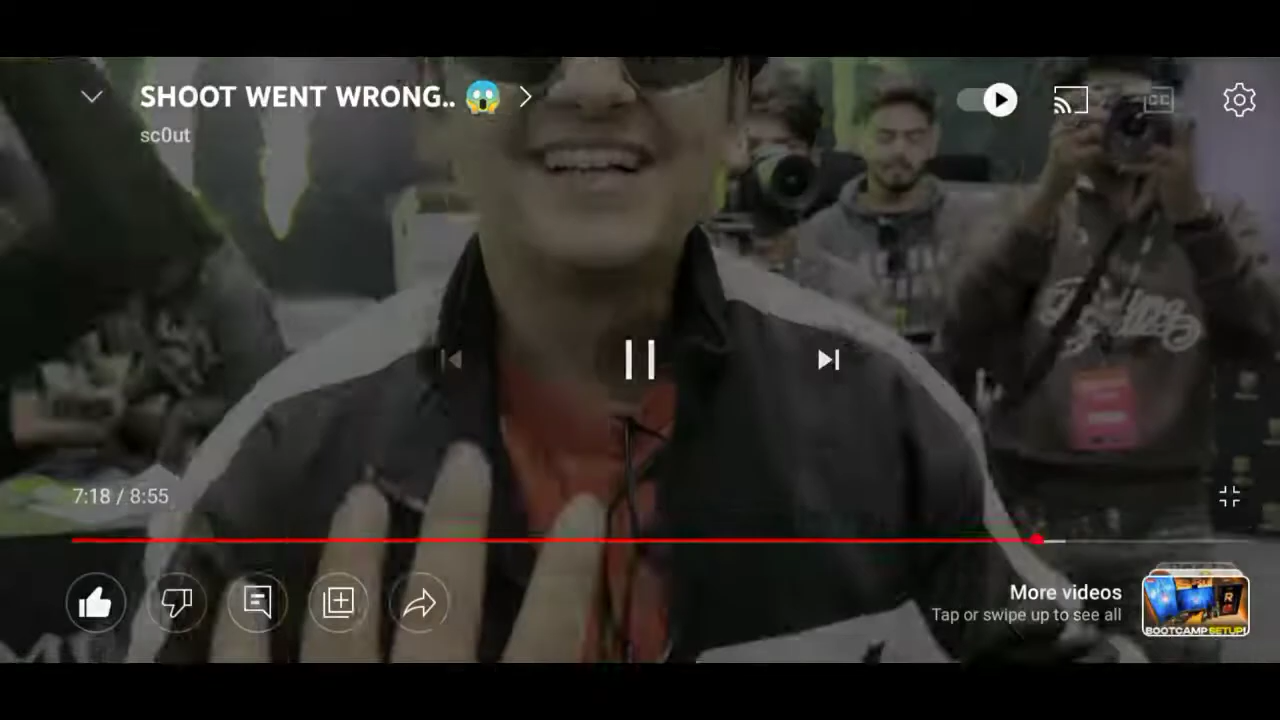 SHOOT WENT WRONG.. 😱
sc0ut
CC
7:18 / 8:55
More videos
Tap or swipe up to see all
BOOTCAMP SETUP!